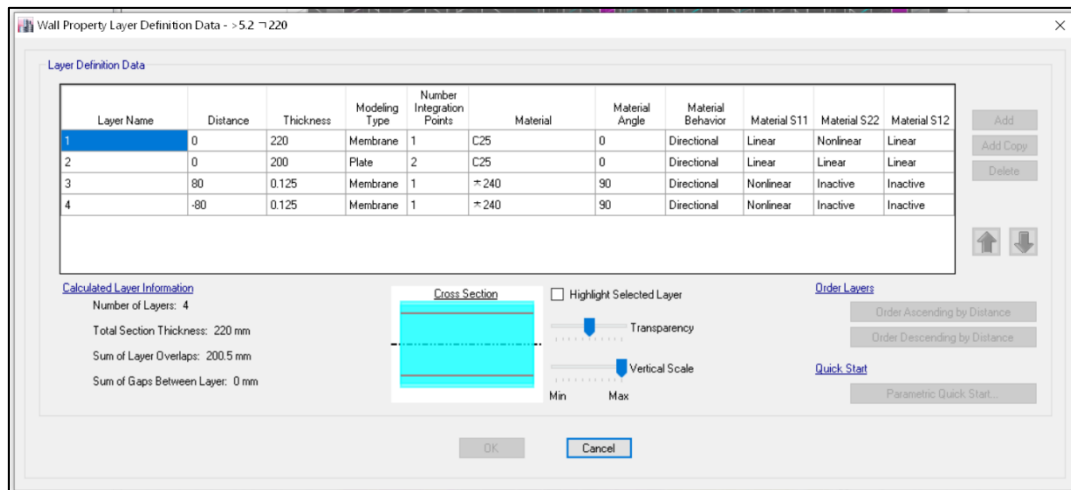 Wall Property Layer Definition Data - >5.2 ㄱ220
Layer Definition Data
Layer Name Distance Thickness Modeling Type Number Integration Points Material Material Angle Material Behavior Material S11 Material S22 Material S12
1 0 220 Membrane 1 C25 0 Directional Linear Nonlinear Linear
2 0 200 Plate 2 C25 0 Directional Linear Linear Linear
3 80 0.125 Membrane 1 ㅊ240 90 Directional Nonlinear Inactive Inactive
4 -80 0.125 Membrane 1 ㅊ240 90 Directional Nonlinear Inactive Inactive
Add
Add Copy
Delete
Calculated Layer Information
Number of Layers: 4
Total Section Thickness: 220 mm
Sum of Layer Overlaps: 200.5 mm
Sum of Gaps Between Layer: 0 mm
Cross Section
Highlight Selected Layer
Transparency
Vertical Scale
Min Max
Order Layers
Order Ascending by Distance
Order Descending by Distance
Quick Start
Parametric Quick Start...
OK Cancel